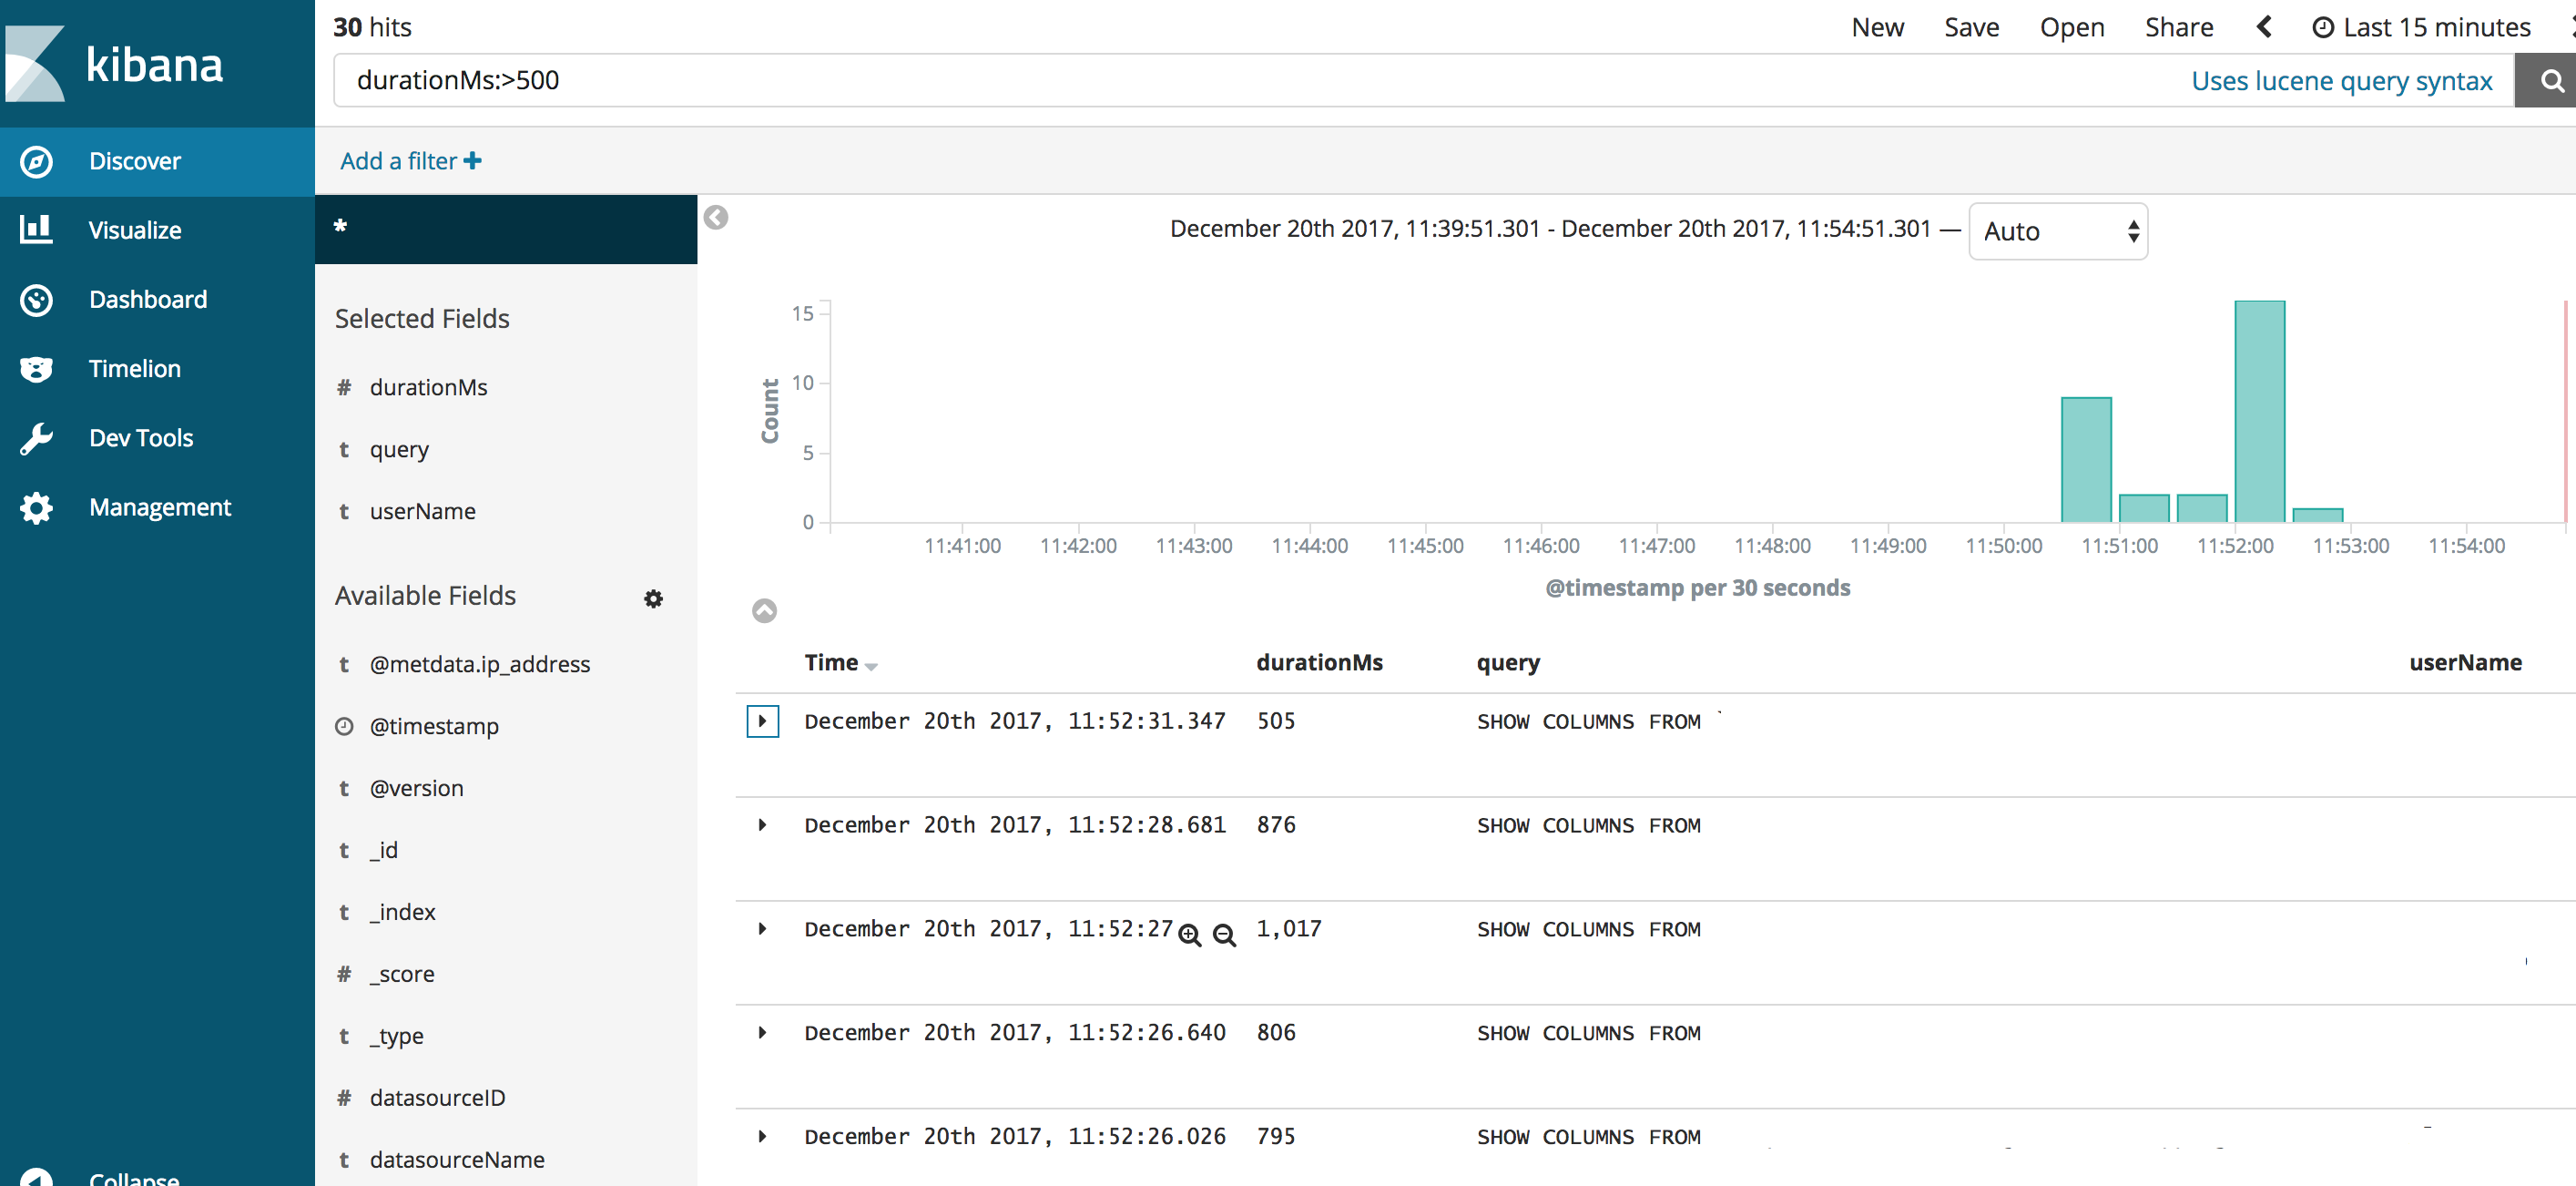 kibana
Discover
Visualize
Dashboard
Timelion
Dev Tools
Management
Collapse
30 hits
New Save Open Share Last 15 minutes
durationMs:>500
Uses lucene query syntax
Add a filter
*
Selected Fields
# durationMs
t query
t userName
Available Fields
t @metdata.ip_address
@timestamp
t @version
t _id
t _index
# _score
t _type
# datasourceID
t datasourceName
December 20th 2017, 11:39:51.301 - December 20th 2017, 11:54:51.301 — Auto
Count
15
10
5
0
11:41:00 11:42:00 11:43:00 11:44:00 11:45:00 11:46:00 11:47:00 11:48:00 11:49:00 11:50:00 11:51:00 11:52:00 11:53:00 11:54:00
@timestamp per 30 seconds
Time durationMs query userName
December 20th 2017, 11:52:31.347 505 SHOW COLUMNS FROM `
December 20th 2017, 11:52:28.681 876 SHOW COLUMNS FROM
December 20th 2017, 11:52:27 1,017 SHOW COLUMNS FROM
December 20th 2017, 11:52:26.640 806 SHOW COLUMNS FROM
December 20th 2017, 11:52:26.026 795 SHOW COLUMNS FROM